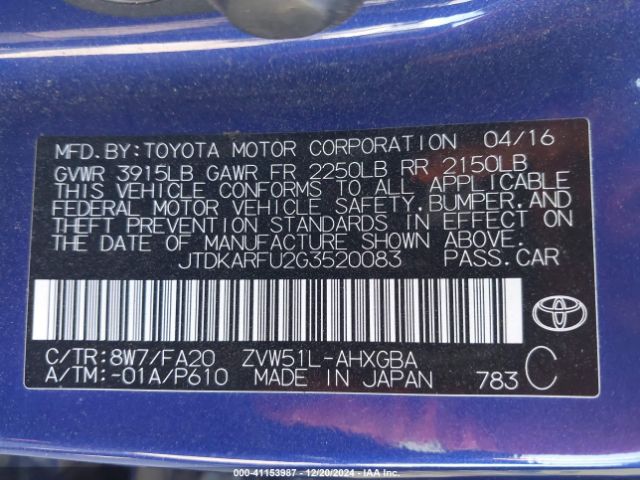 MFD.BY:TOYOTA MOTOR CORPORATION 04/16
GVWR 3915LB GAWR FR 2250LB RR 2150LB
THIS VEHICLE CONFORMS TO ALL APPLICABLE
FEDERAL MOTOR VEHICLE SAFETY,BUMPER,AND
THEFT PREVENTION STANDARDS IN EFFECT ON
THE DATE OF MANUFACTURE SHOWN ABOVE.
JTDKARFU2G3520083 PASS.CAR
C/TR:8W7/FA20 ZVW51L-AHXGBA
A/TM:-01A/P610 MADE IN JAPAN 783 C
000-41153987 - 12/20/2024 - IAA Inc.